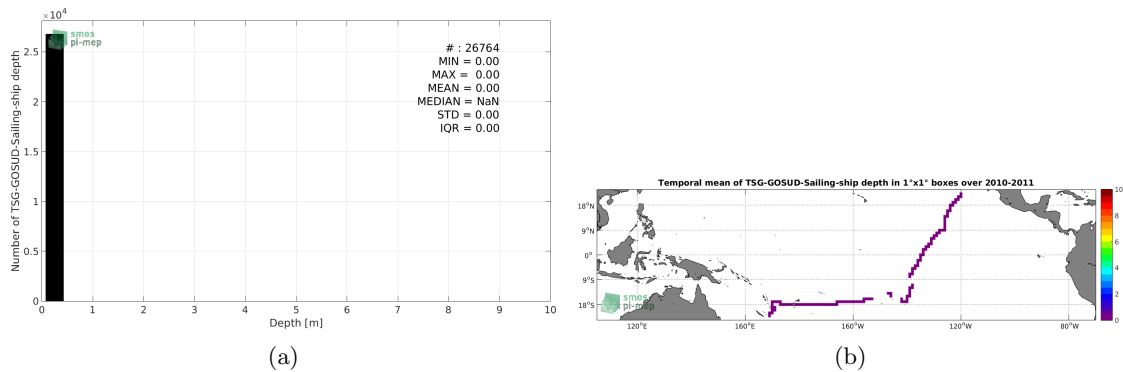 ×10⁴
smos
pi-mep
Number of TSG-GOSUD-Sailing-ship depth
2.5
2
1.5
1
0.5
0
# : 26764
MIN = 0.00
MAX = 0.00
MEAN = 0.00
MEDIAN = NaN
STD = 0.00
IQR = 0.00
0 1 2 3 4 5 6 7 8 9 10
Depth [m]
(a)
Temporal mean of TSG-GOSUD-Sailing-ship depth in 1°x1° boxes over 2010-2011
18°N
9°N
0°
9°S
18°S
smos
pi-mep
120°E 160°E 160°W 120°W 80°W
10
8
6
4
2
0
(b)